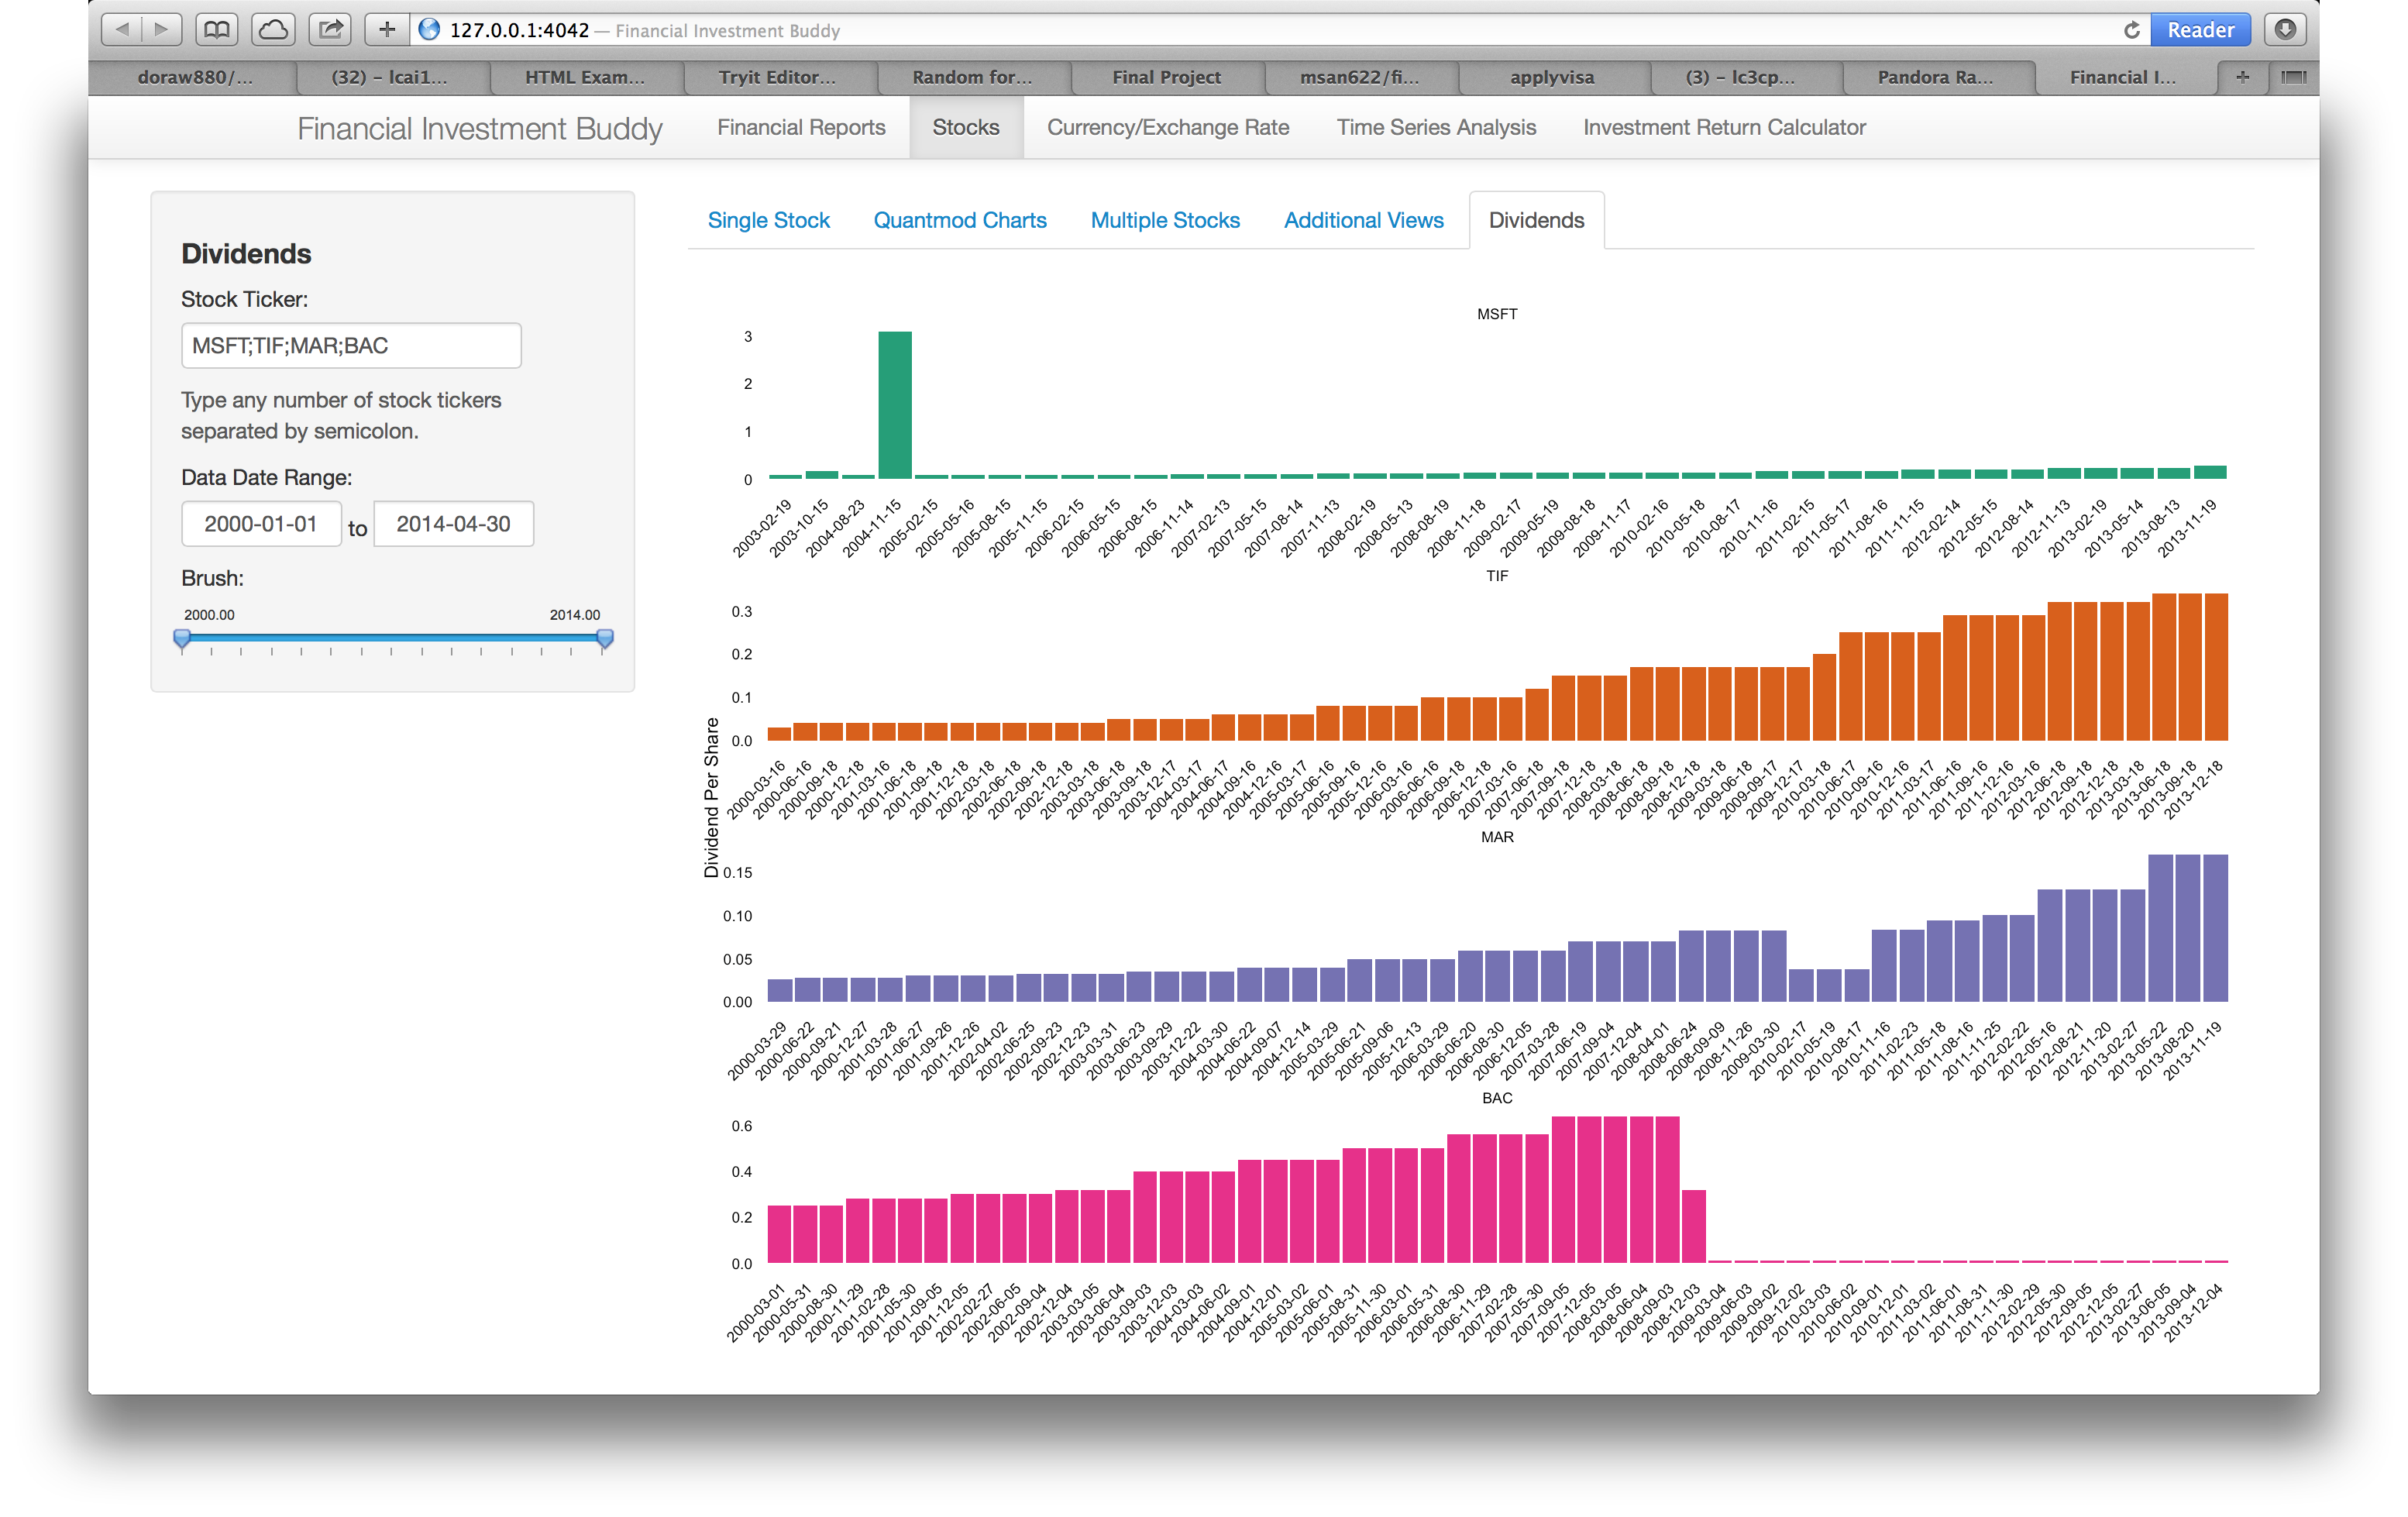 127.0.0.1:4042 — Financial Investment Buddy
Reader
doraw880/... (32) – lcai1... HTML Exam... Tryit Editor... Random for... Final Project msan622/fi... applyvisa (3) – lc3cp... Pandora Ra... Financial I...
Financial Investment Buddy Financial Reports Stocks Currency/Exchange Rate Time Series Analysis Investment Return Calculator
Dividends
Stock Ticker:
MSFT;TIF;MAR;BAC
Type any number of stock tickers
separated by semicolon.
Data Date Range:
2000-01-01 to 2014-04-30
Brush:
2000.00 2014.00
Single Stock Quantmod Charts Multiple Stocks Additional Views Dividends
Dividend Per Share
MSFT
3
2
1
0
2003-02-19 2003-10-15 2004-08-23 2004-11-15 2005-02-15 2005-05-16 2005-08-15 2005-11-15 2006-02-15 2006-05-15 2006-08-15 2006-11-14 2007-02-13 2007-05-15 2007-08-14 2007-11-13 2008-02-19 2008-05-13 2008-08-19 2008-11-18 2009-02-17 2009-05-19 2009-08-18 2009-11-17 2010-02-16 2010-05-18 2010-08-17 2010-11-16 2011-02-15 2011-05-17 2011-08-16 2011-11-15 2012-02-14 2012-05-15 2012-08-14 2012-11-13 2013-02-19 2013-05-14 2013-08-13 2013-11-19
TIF
0.3
0.2
0.1
0.0
2000-03-16 2000-06-16 2000-09-18 2000-12-18 2001-03-16 2001-06-18 2001-09-18 2001-12-18 2002-03-18 2002-06-18 2002-09-18 2002-12-18 2003-03-18 2003-06-18 2003-09-18 2003-12-17 2004-03-17 2004-06-17 2004-09-16 2004-12-16 2005-03-17 2005-06-16 2005-09-16 2005-12-16 2006-03-16 2006-06-16 2006-09-18 2006-12-18 2007-03-16 2007-06-18 2007-09-18 2007-12-18 2008-03-18 2008-06-18 2008-09-18 2008-12-18 2009-03-18 2009-06-18 2009-09-17 2009-12-17 2010-03-18 2010-06-17 2010-09-16 2010-12-16 2011-03-17 2011-06-16 2011-09-16 2011-12-16 2012-03-16 2012-06-18 2012-09-18 2012-12-18 2013-03-18 2013-06-18 2013-09-18 2013-12-18
MAR
0.15
0.10
0.05
0.00
2000-03-29 2000-06-22 2000-09-21 2000-12-27 2001-03-28 2001-06-27 2001-09-26 2001-12-26 2002-04-02 2002-06-25 2002-09-23 2002-12-23 2003-03-31 2003-06-23 2003-09-29 2003-12-22 2004-03-30 2004-06-22 2004-09-07 2004-12-14 2005-03-29 2005-06-21 2005-09-06 2005-12-13 2006-03-29 2006-06-20 2006-08-30 2006-12-05 2007-03-28 2007-06-19 2007-09-04 2007-12-04 2008-04-01 2008-06-24 2008-09-09 2008-11-26 2009-03-30 2010-02-17 2010-05-19 2010-08-17 2010-11-16 2011-02-23 2011-05-18 2011-08-16 2011-11-25 2012-02-22 2012-05-16 2012-08-21 2012-11-20 2013-02-27 2013-05-22 2013-08-20 2013-11-19
BAC
0.6
0.4
0.2
0.0
2000-03-01 2000-05-31 2000-08-30 2000-11-29 2001-02-28 2001-05-30 2001-09-05 2001-12-05 2002-02-27 2002-06-05 2002-09-04 2002-12-04 2003-03-05 2003-06-04 2003-09-03 2003-12-03 2004-03-03 2004-06-02 2004-09-01 2004-12-01 2005-03-02 2005-06-01 2005-08-31 2005-11-30 2006-03-01 2006-05-31 2006-08-30 2006-11-29 2007-02-28 2007-05-30 2007-09-05 2007-12-05 2008-03-05 2008-06-04 2008-09-03 2008-12-03 2009-03-04 2009-06-03 2009-09-02 2009-12-02 2010-03-03 2010-06-02 2010-09-01 2010-12-01 2011-03-02 2011-06-01 2011-08-31 2011-11-30 2012-02-29 2012-05-30 2012-09-05 2012-12-05 2013-02-27 2013-06-05 2013-09-04 2013-12-04